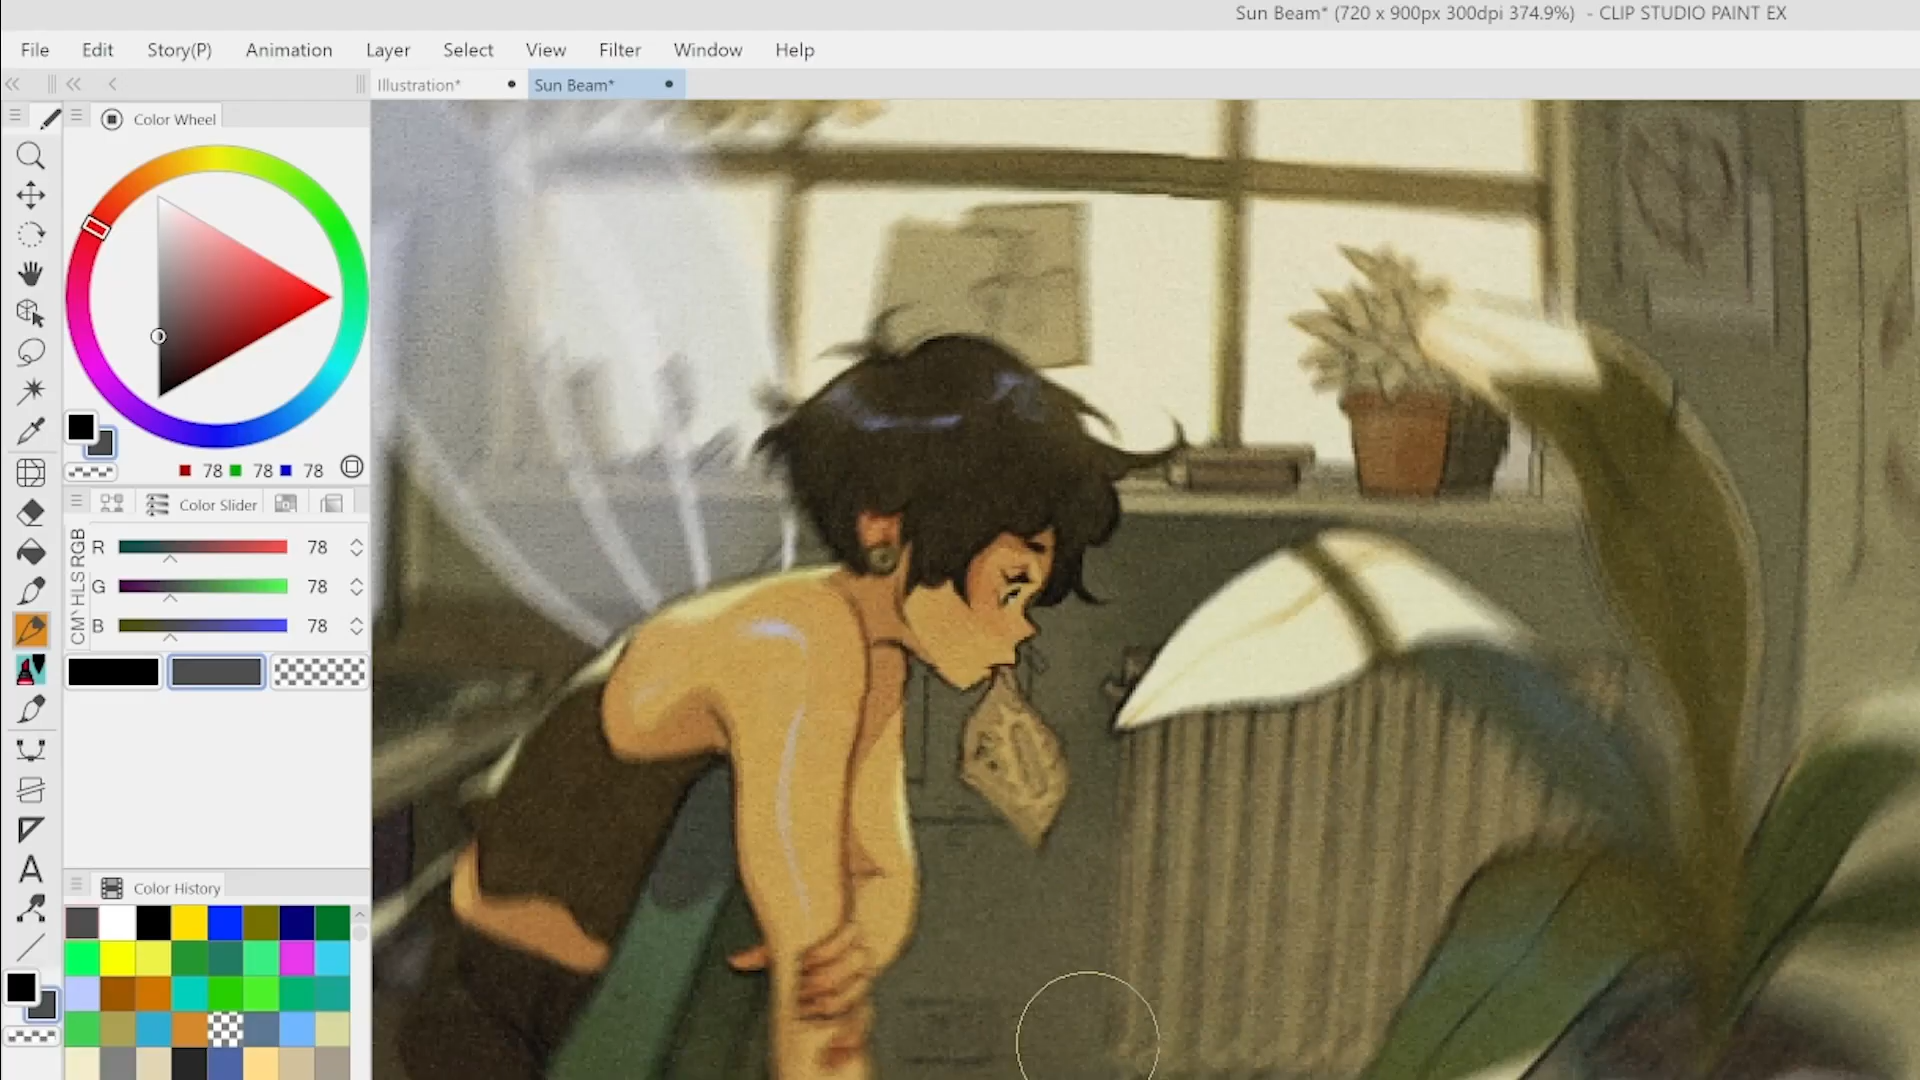 Sun Beam* (720 x 900px 300dpi 374.9%) - CLIP STUDIO PAINT EX
File Edit Story(P) Animation Layer Select View Filter Window Help
Illustration* Sun Beam*
Color Wheel
78 78 78
Color Slider
RGB
HLS
CM
R 78
G 78
B 78
Color History